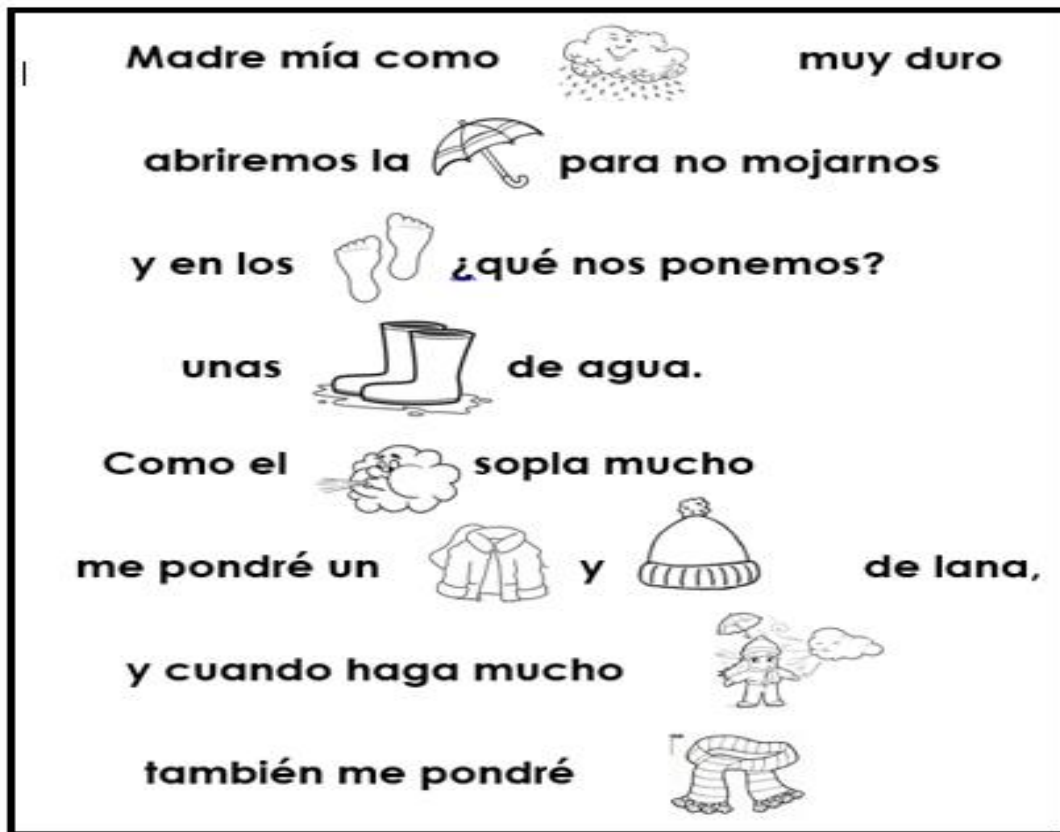 Madre mía como muy duro
abriremos la para no mojarnos
y en los ¿qué nos ponemos?
unas de agua.
Como el sopla mucho
me pondré un y de lana,
y cuando haga mucho
también me pondré